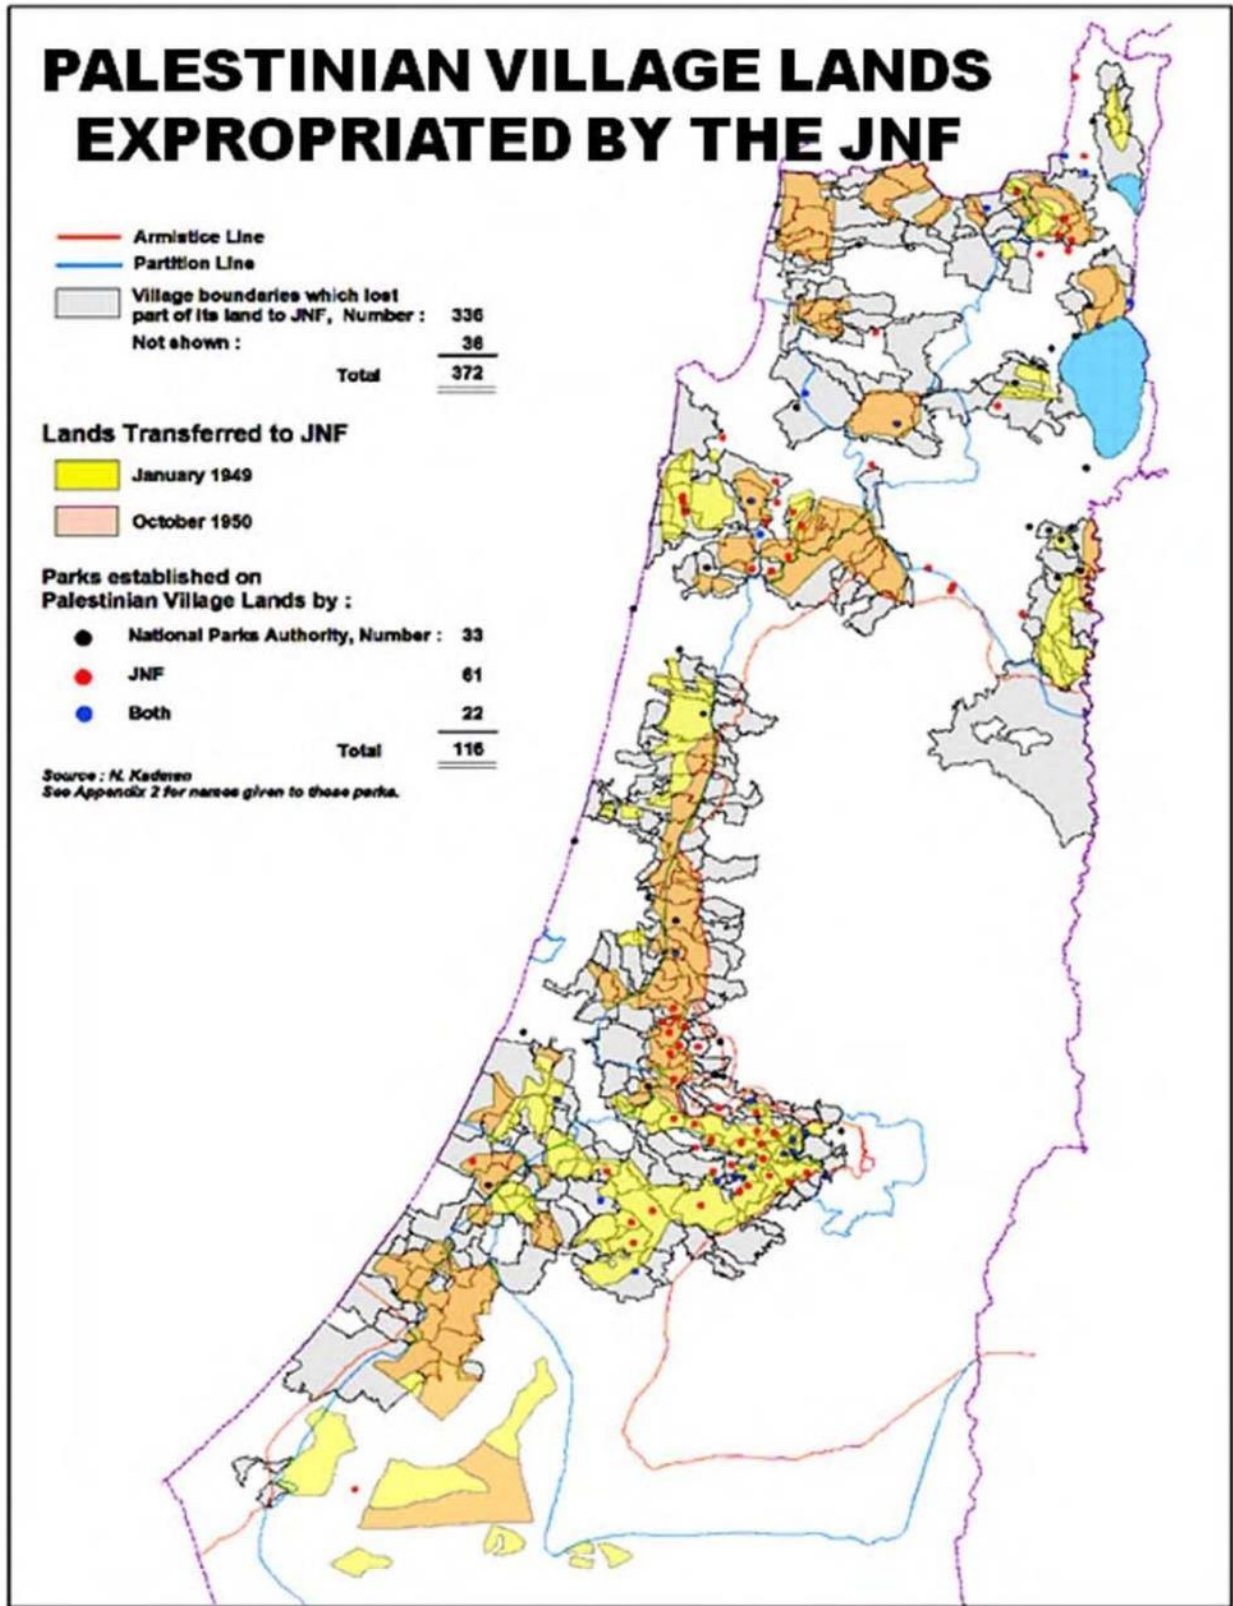 PALESTINIAN VILLAGE LANDS
EXPROPRIATED BY THE JNF
Armistice Line
Partition Line
Village boundaries which lost
part of its land to JNF, Number : 336
Not shown : 36
Total 372
Lands Transferred to JNF
January 1949
October 1950
Parks established on
Palestinian Village Lands by :
National Parks Authority, Number : 33
JNF 61
Both 22
Total 116
Source : N. Kadman
See Appendix 2 for names given to these parks.